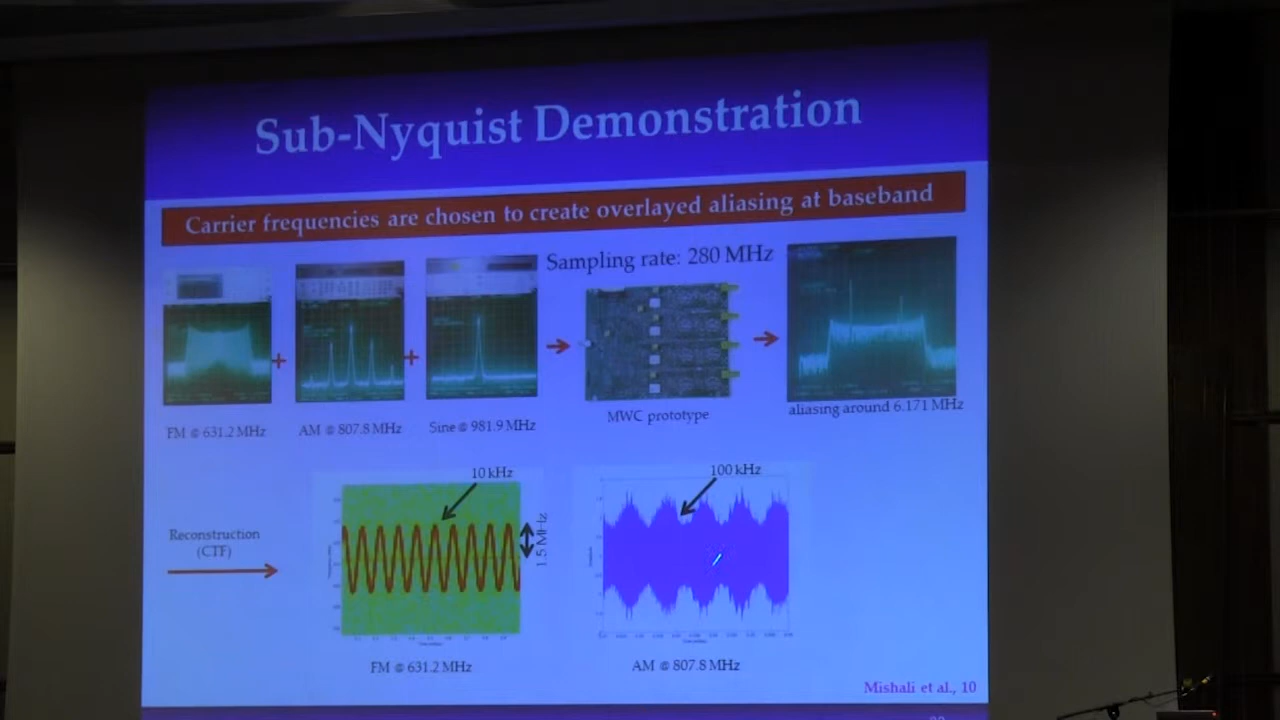 Sub-Nyquist Demonstration
Carrier frequencies are chosen to create overlayed aliasing at baseband
Sampling rate: 280 MHz
+
+
FM @ 631.2 MHz
AM @ 807.8 MHz
Sine @ 981.9 MHz
MWC prototype
aliasing around 6.171 MHz
10 kHz
100 kHz
Reconstruction
(CTF)
1.5 MHz
FM @ 631.2 MHz
AM @ 807.8 MHz
Mishali et al., 10